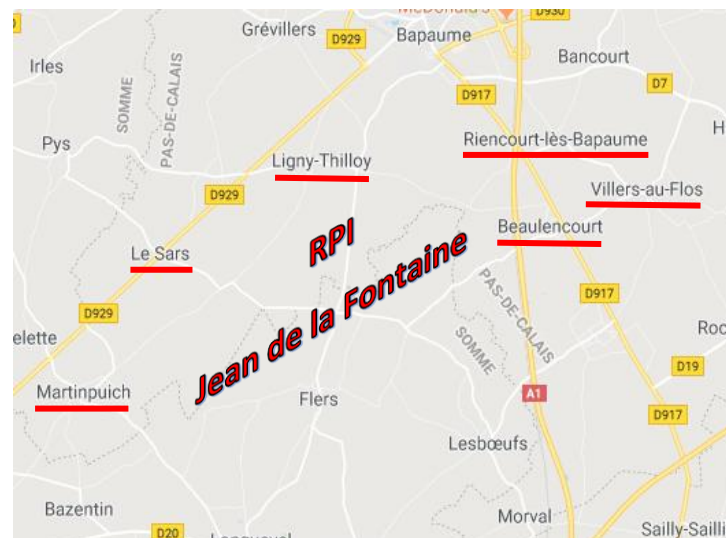 McDonald's
D930
Grévillers
D929
Bapaume
Irles
Bancourt
SOMME
PAS-DE-CALAIS
D917
D7
Pys
Riencourt-lès-Bapaume
H
Ligny-Thilloy
D929
Villers-au-Flos
Beaulencourt
Le Sars
RPI
Jean de la Fontaine
PAS-DE-CALAIS
SOMME
D917
D929
elette
Roc
D19
Martinpuich
Flers
A1
D917
Lesbœufs
Bazentin
Morval
D20
Longueval
Sailly-Sailli